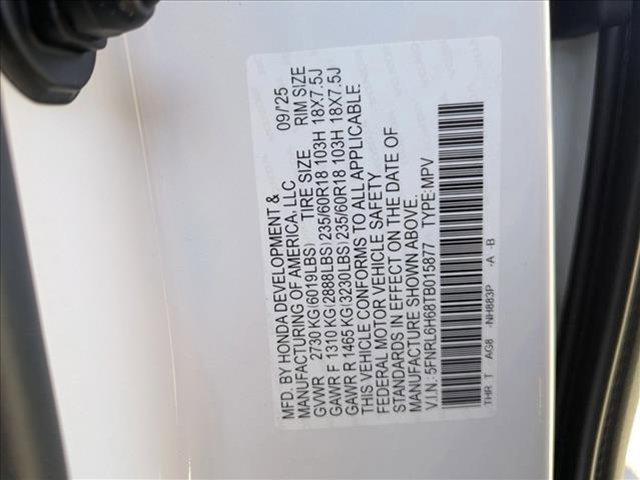 MFD. BY HONDA DEVELOPMENT &
MANUFACTURING OF AMERICA, LLC 09/'25
GVWR 2730 KG(6019LBS) TIRE SIZE RIM SIZE
GAWR F 1310 KG(2888LBS)235/60R18 103H 18X7.5J
GAWR R 1465 KG(3230LBS)235/60R18 103H 18X7.5J
THIS VEHICLE CONFORMS TO ALL APPLICABLE
FEDERAL MOTOR VEHICLE SAFETY
STANDARDS IN EFFECT ON THE DATE OF
MANUFACTURE SHOWN ABOVE.
V.I.N.: 5FNRL6H68TB015877 TYPE:MPV
THR T AG8 -NH883P -A -B